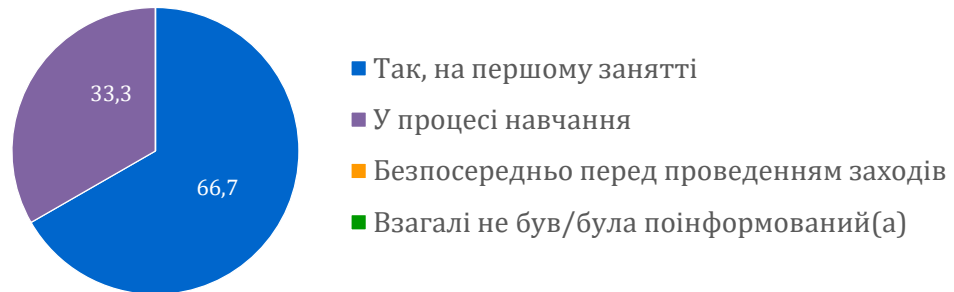 33,3
66,7
Так, на першому занятті
У процесі навчання
Безпосередньо перед проведенням заходів
Взагалі не був/була поінформований(а)